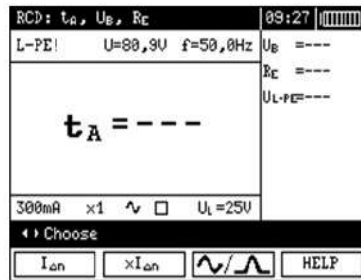 RCD: tA, UB, RE 09:27
L-PE! U=80,9V f=50,0Hz
UB =---
RE =---
UL-PE=---
tA=---
300mA x1 UL=25V
Choose
IΔn xIΔn HELP